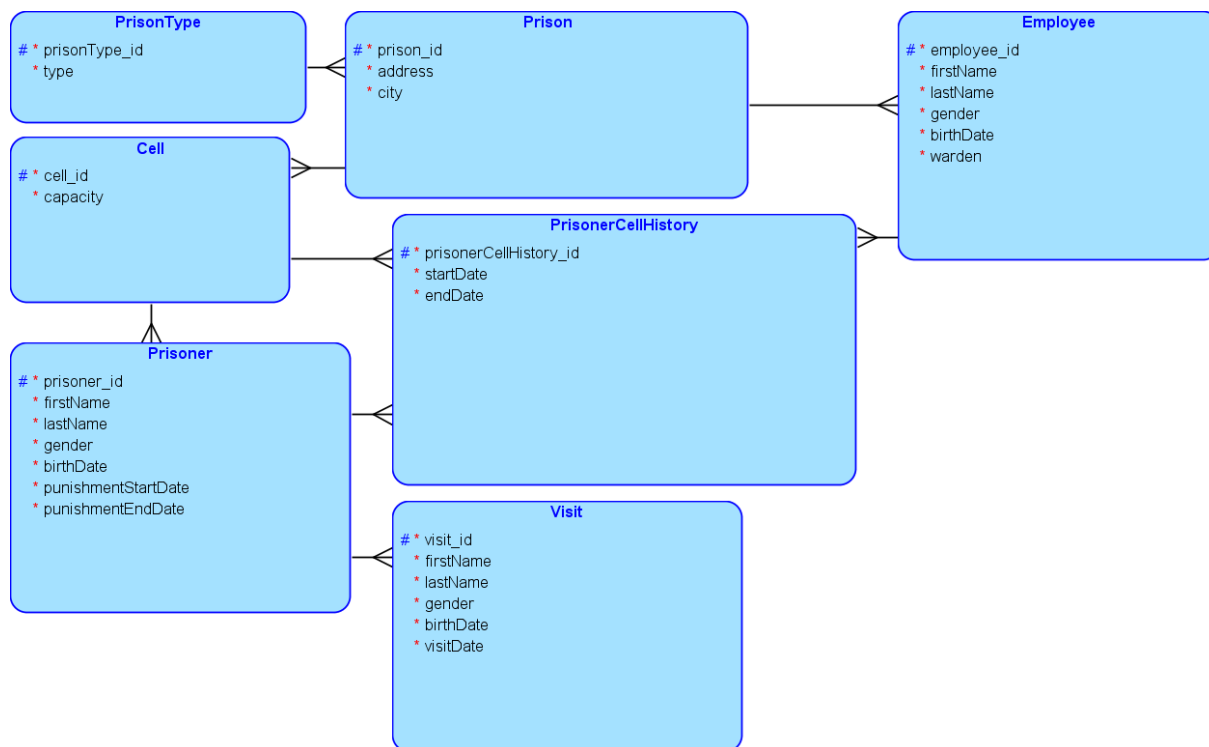 PrisonType
# * prisonType_id
* type
Prison
# * prison_id
* address
* city
Employee
# * employee_id
* firstName
* lastName
* gender
* birthDate
* warden
Cell
# * cell_id
* capacity
PrisonerCellHistory
# * prisonerCellHistory_id
* startDate
* endDate
Prisoner
# * prisoner_id
* firstName
* lastName
* gender
* birthDate
* punishmentStartDate
* punishmentEndDate
Visit
# * visit_id
* firstName
* lastName
* gender
* birthDate
* visitDate